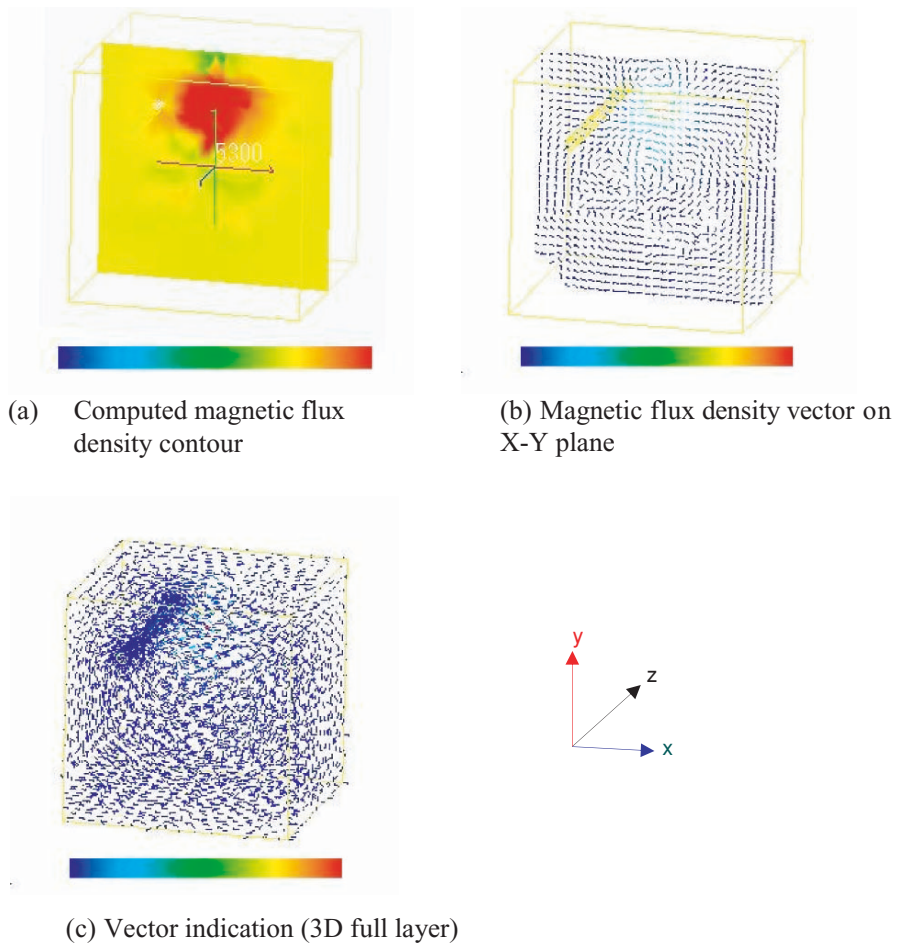 5300
(a) Computed magnetic flux
density contour
(b) Magnetic flux density vector on
X-Y plane
y
z
x
(c) Vector indication (3D full layer)